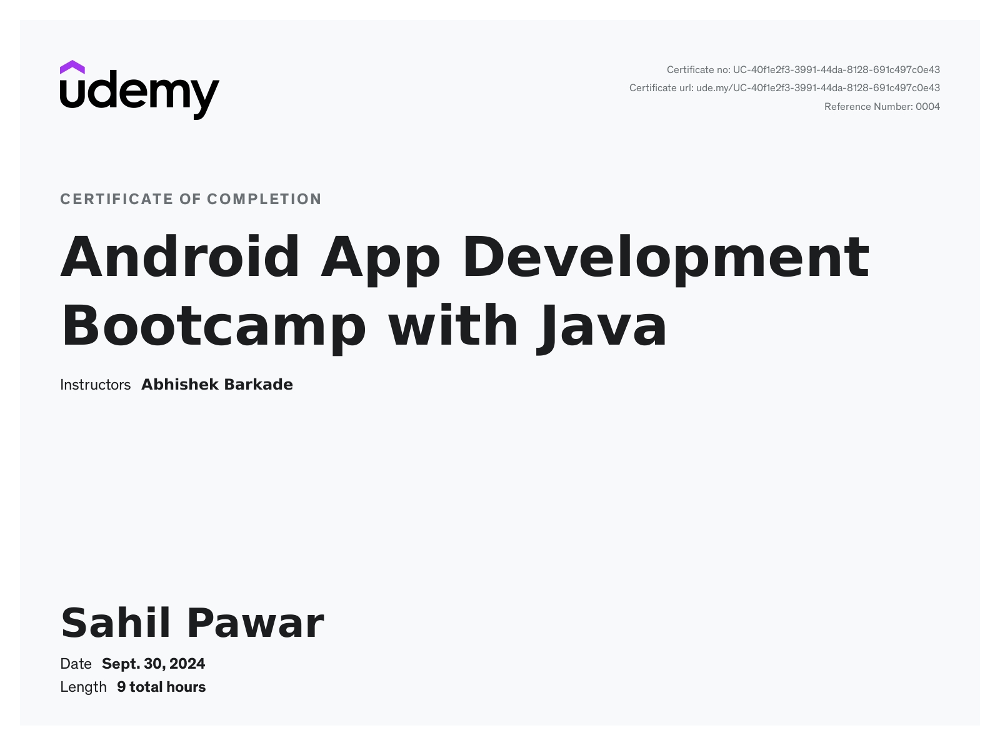 udemy
Certificate no: UC-40f1e2f3-3991-44da-8128-691c497c0e43
Certificate url: ude.my/UC-40f1e2f3-3991-44da-8128-691c497c0e43
Reference Number: 0004
CERTIFICATE OF COMPLETION
Android App Development
Bootcamp with Java
Instructors Abhishek Barkade
Sahil Pawar
Date Sept. 30, 2024
Length 9 total hours